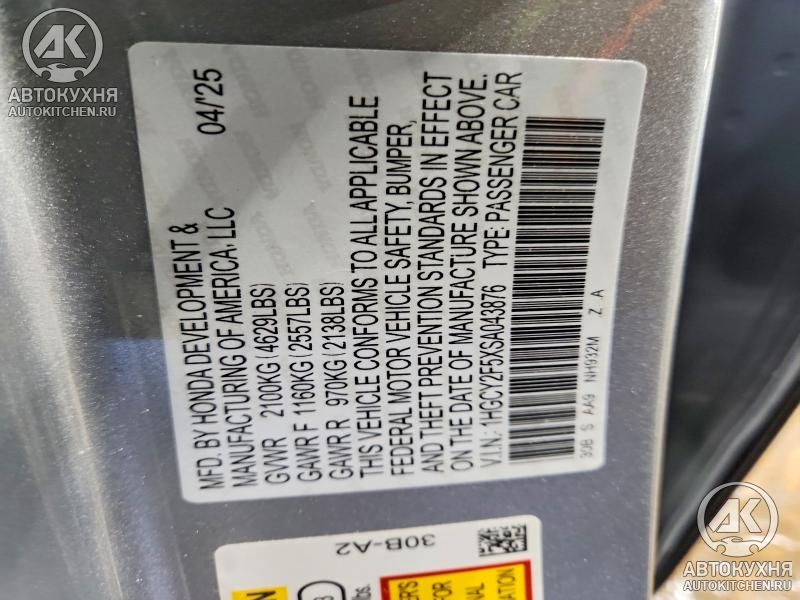 AK
АВТОКУХНЯ
AUTOKITCHEN.RU
MFD. BY HONDA DEVELOPMENT & 04/'25
MANUFACTURING OF AMERICA, LLC
GVWR 2100KG(4629LBS)
GAWR F 1160KG(2557LBS)
GAWR R 970KG(2138LBS)
THIS VEHICLE CONFORMS TO ALL APPLICABLE
FEDERAL MOTOR VEHICLE SAFETY, BUMPER,
AND THEFT PREVENTION STANDARDS IN EFFECT
ON THE DATE OF MANUFACTURE SHOWN ABOVE.
V.I.N.: 1HGCY2F5XSA043876 TYPE: PASSENGER CAR
30B S AA9 NH932M Z A
30B-A2
AK
АВТОКУХНЯ
AUTOKITCHEN.RU